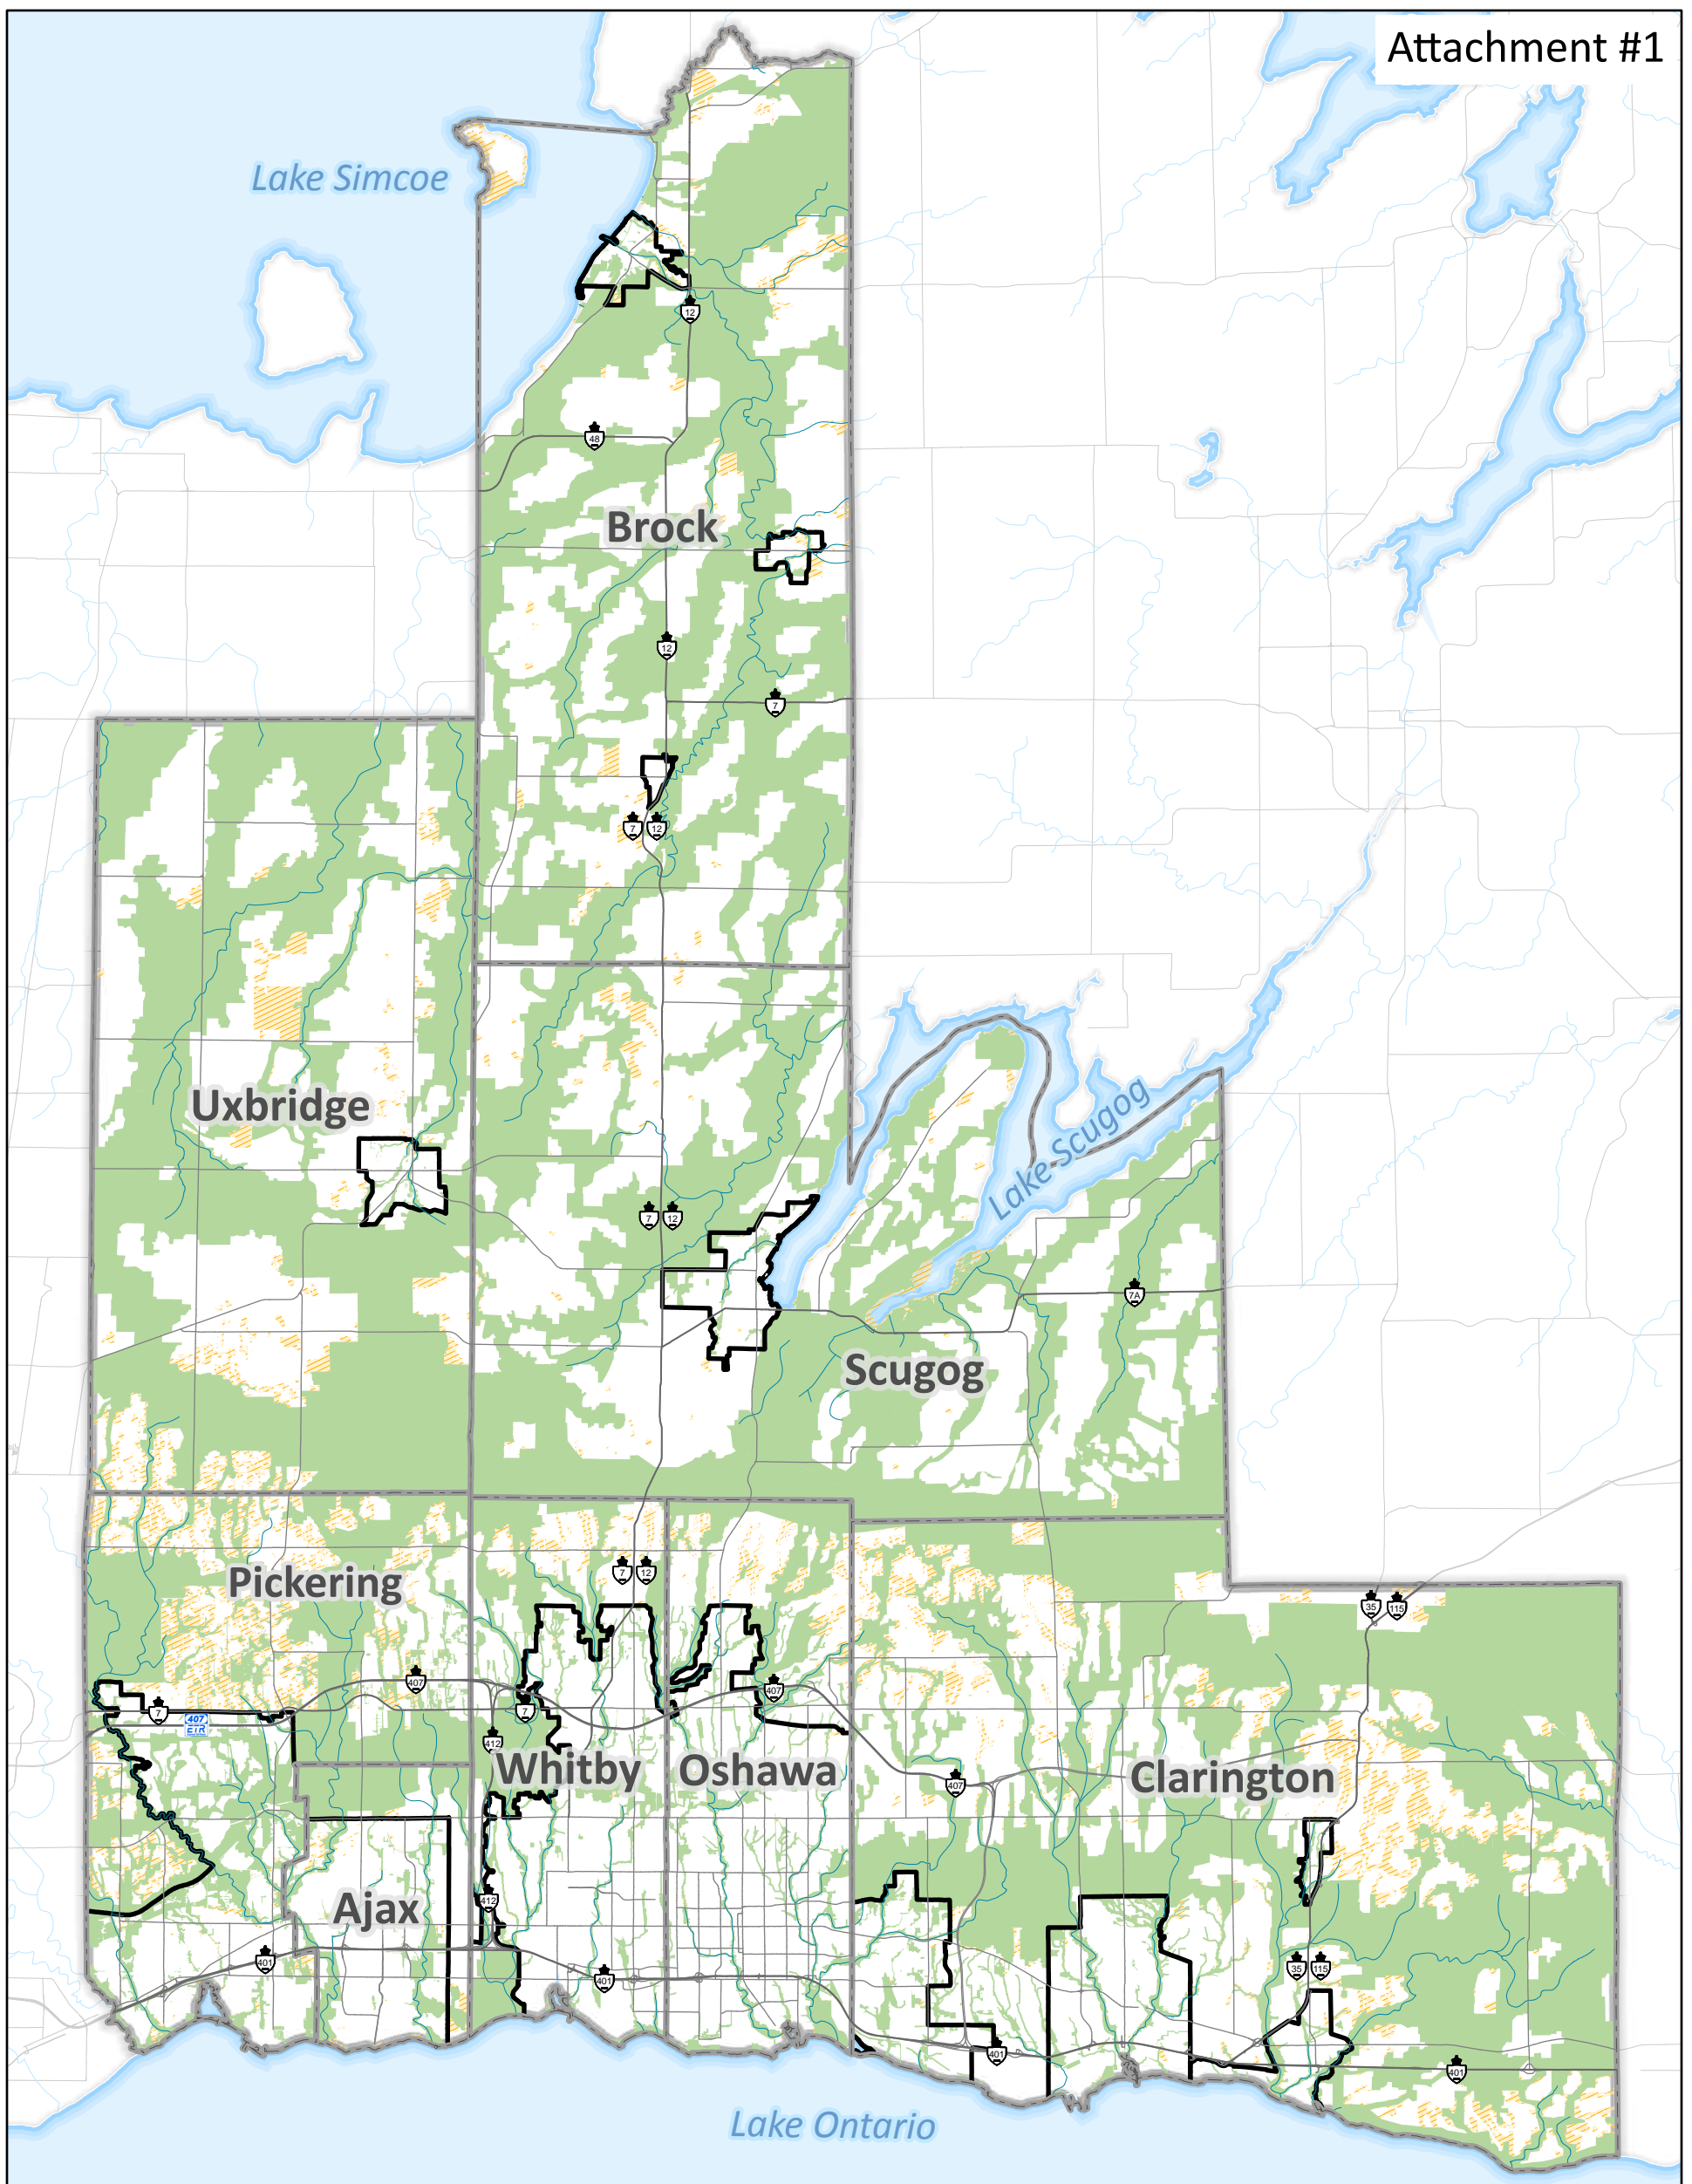 Attachment #1
Lake Simcoe
12
48
Brock
12
7
7
12
Uxbridge
Lake Scugog
7
12
7A
Scugog
Pickering
7
12
35
115
407
407
7
7
407
ETR
412
Whitby
Oshawa
407
Clarington
412
Ajax
401
401
35
115
401
401
Lake Ontario